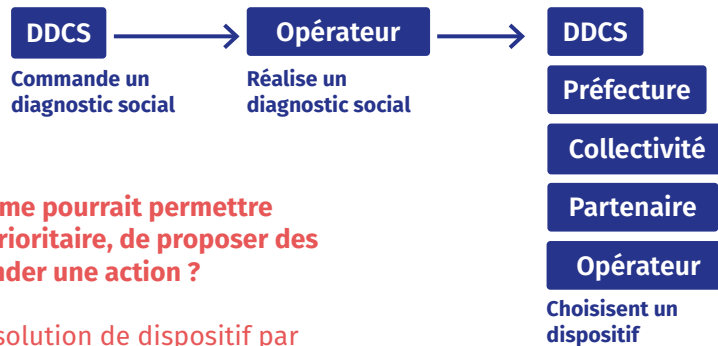 DDCS
Commande un
diagnostic social
Opérateur
Réalise un
diagnostic social
DDCS
Préfecture
Collectivité
Partenaire
Opérateur
Choisisent un
dispositif
me pourrait permettre
rioritaire, de proposer des
nder une action ?
solution de dispositif par